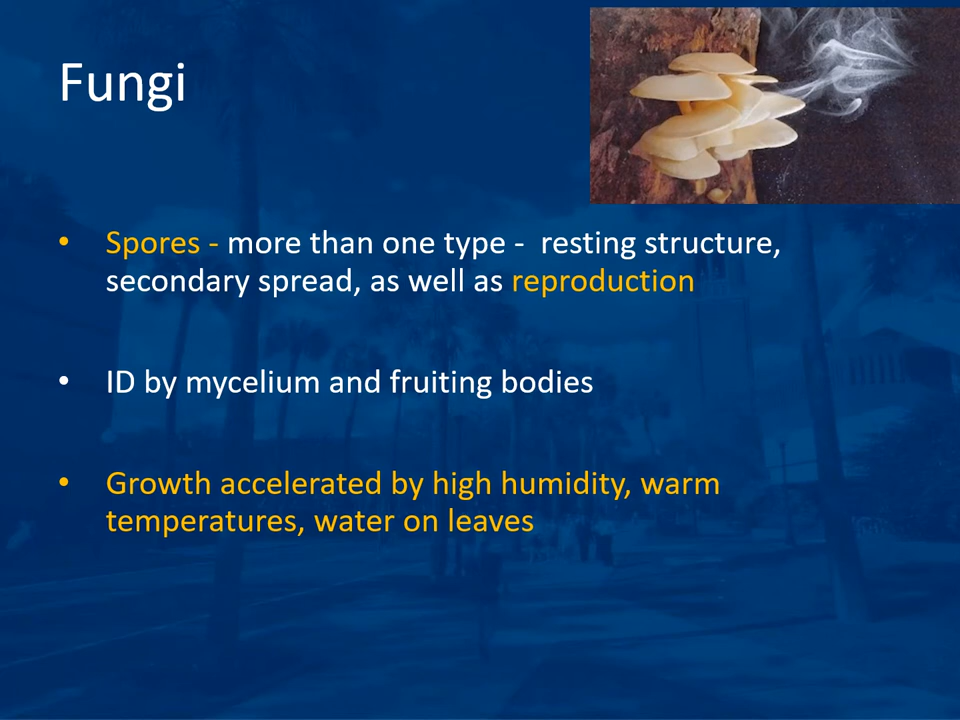 Fungi
• Spores - more than one type -  resting structure,
secondary spread, as well as reproduction
• ID by mycelium and fruiting bodies
• Growth accelerated by high humidity, warm
temperatures, water on leaves